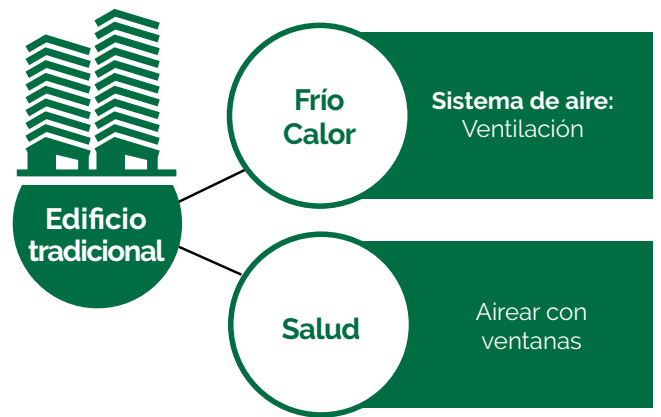 Edificio
tradicional
Frío
Calor
Sistema de aire:
Ventilación
Salud
Airear con
ventanas